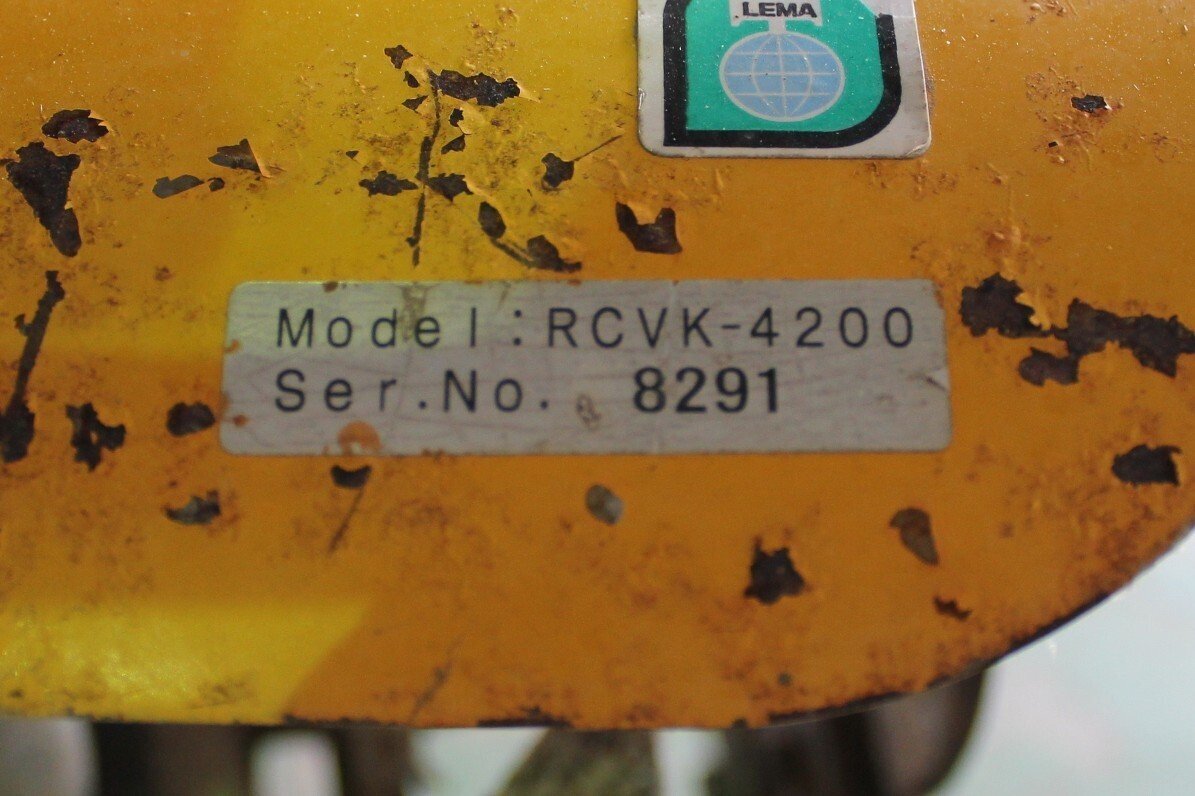 LEMA
Model:RCVK-4200
Ser.No. 8291